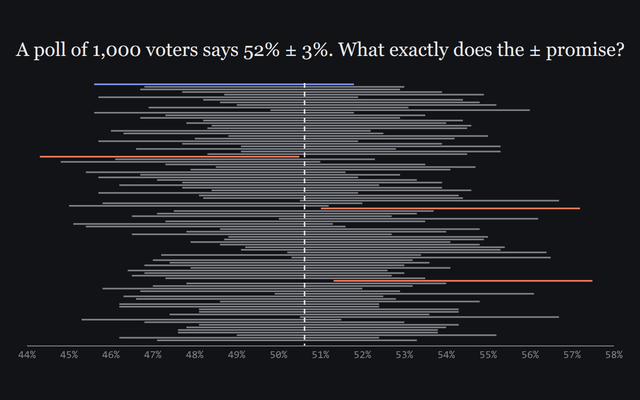 A poll of 1,000 voters says 52% ± 3%. What exactly does the ± promise?
44% 45% 46% 47% 48% 49% 50% 51% 52% 53% 54% 55% 56% 57% 58%